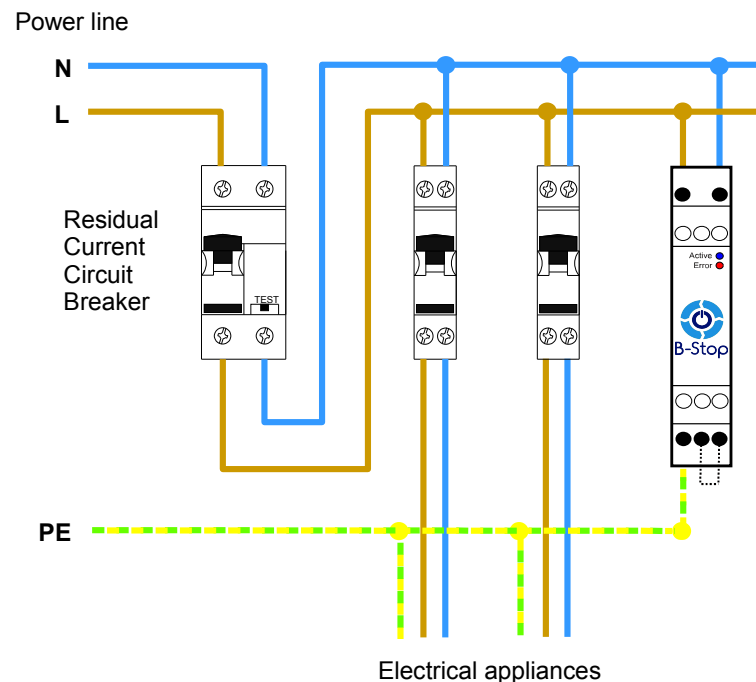 Power line
N
L
Residual
Current
Circuit
Breaker
TEST
Active
Error
B-Stop
PE
Electrical appliances